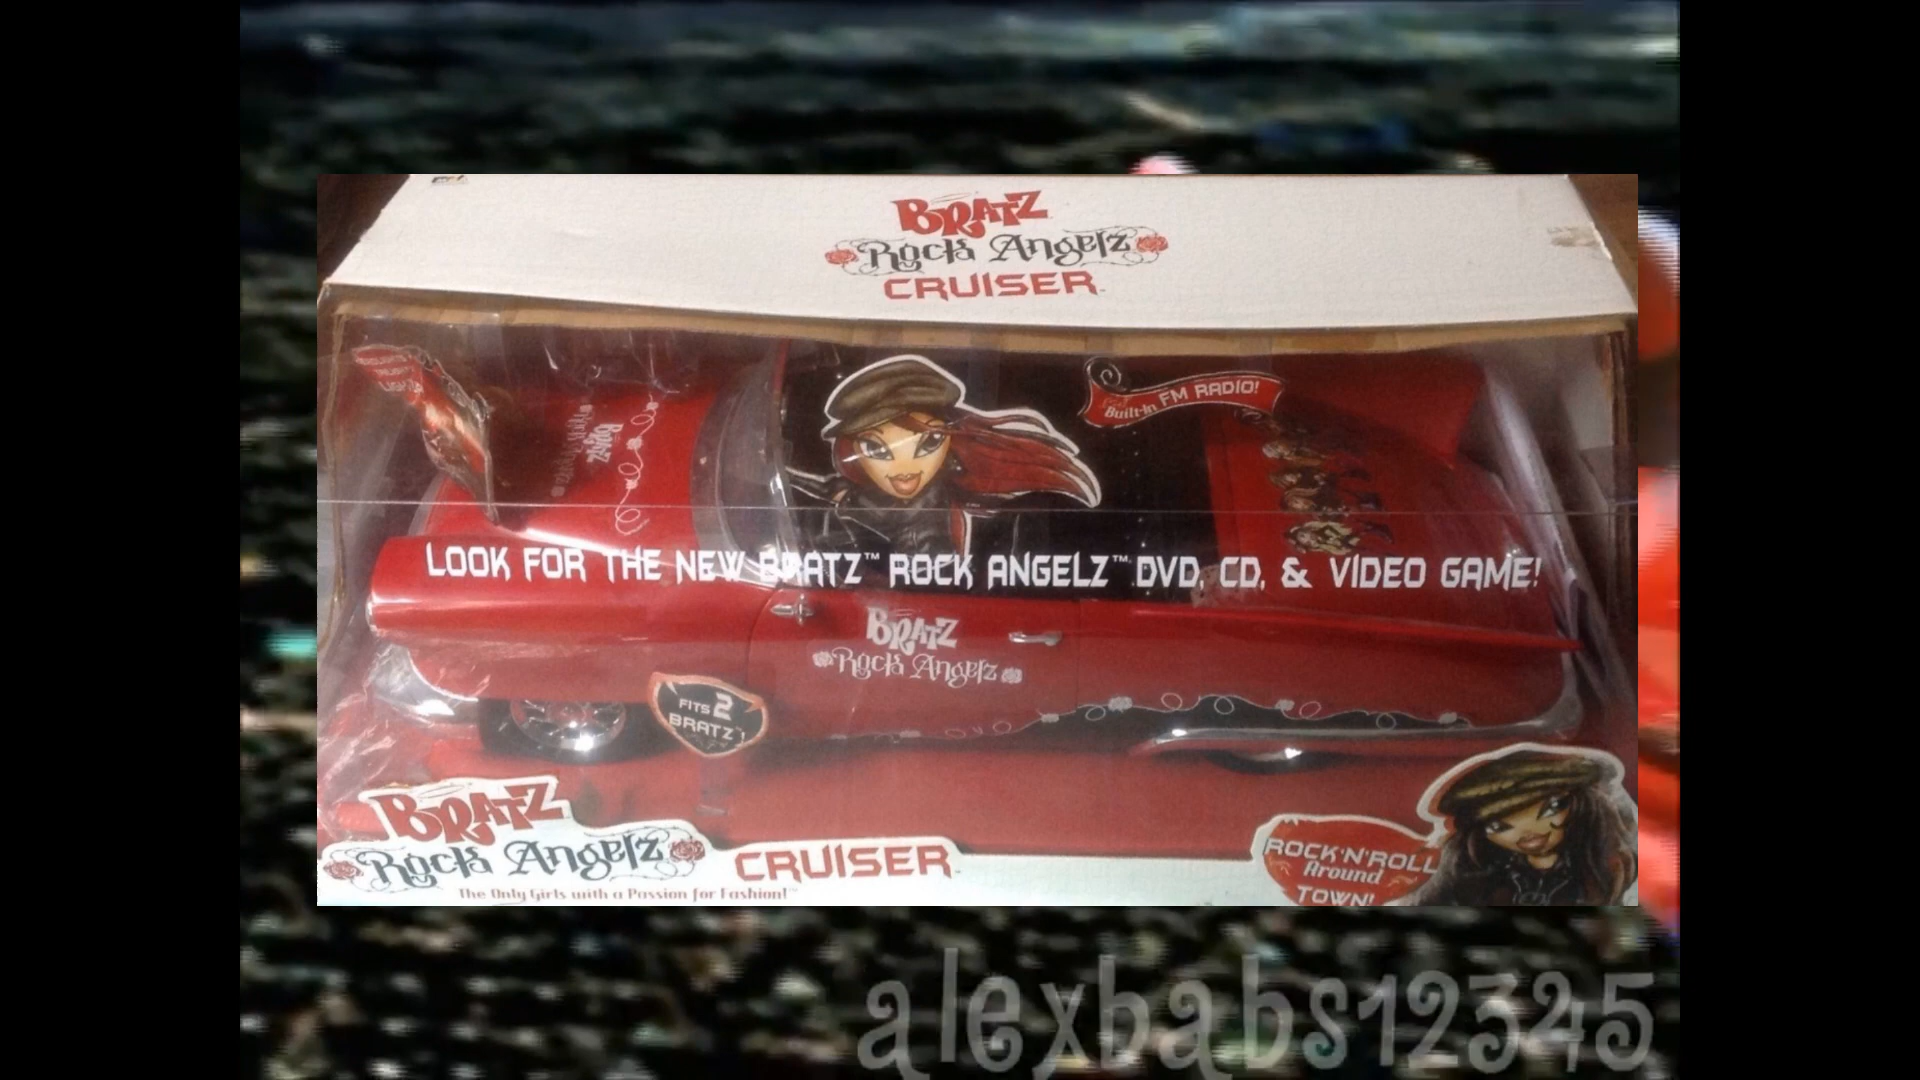 BRATZ
Rock Angelz
CRUISER
Built-In FM RADIO!
LIGHTS
BRATZ
LOOK FOR THE NEW BRATZ™ ROCK ANGELZ™ DVD, CD, & VIDEO GAME!
BRATZ
Rock Angelz
FITS 2
BRATZ™!
BRATZ
Rock Angelz
CRUISER
The Only Girls with a Passion for Fashion!™
ROCK'N'ROLL
Around
TOWN!
alexbabs12345